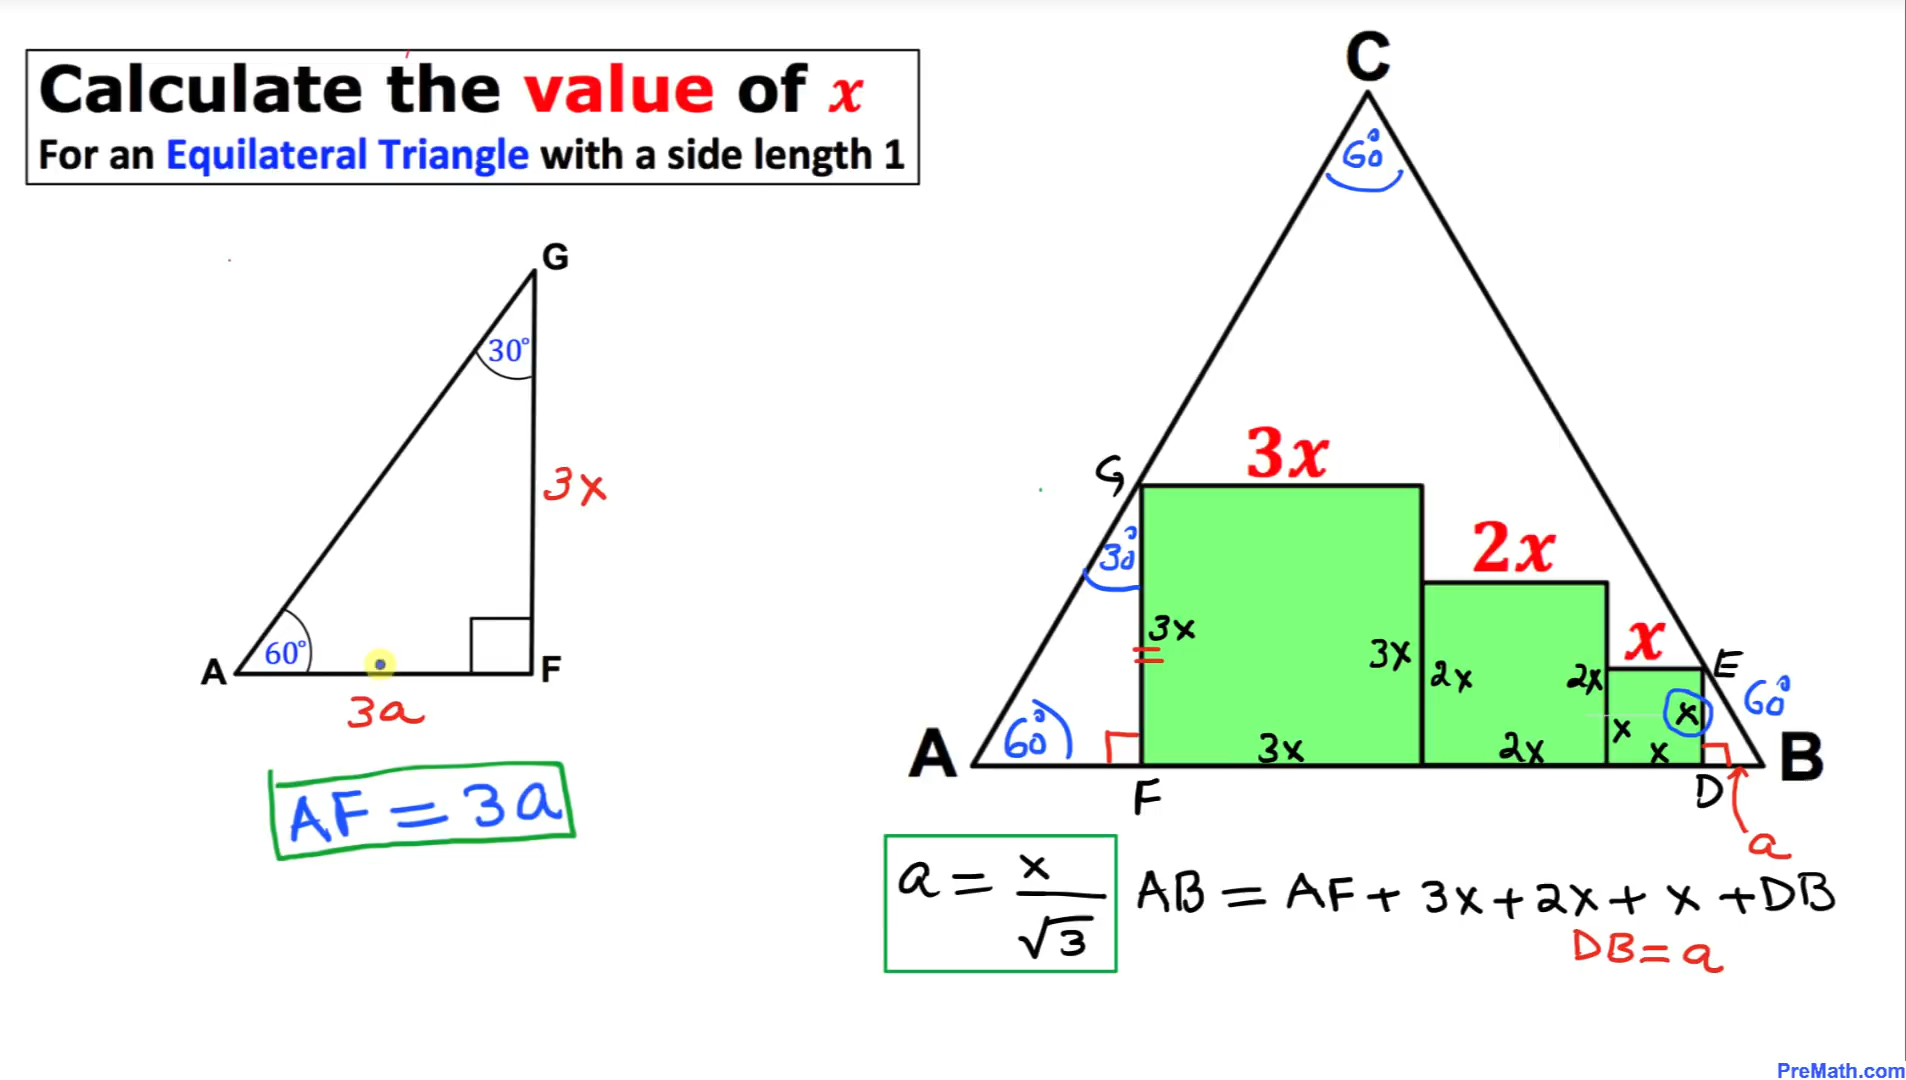 Calculate the value of x
For an Equilateral Triangle with a side length 1
C
60°
G
30°
3x
60°
A
F
3a
AF = 3a
G
3x
2x
x
30°
3x
3x
2x
2x
x
E
60°
A
60°
3x
2x
x
x
B
F
D
a
a = x/√3
AB = AF + 3x + 2x + x + DB
DB = a
PreMath.com